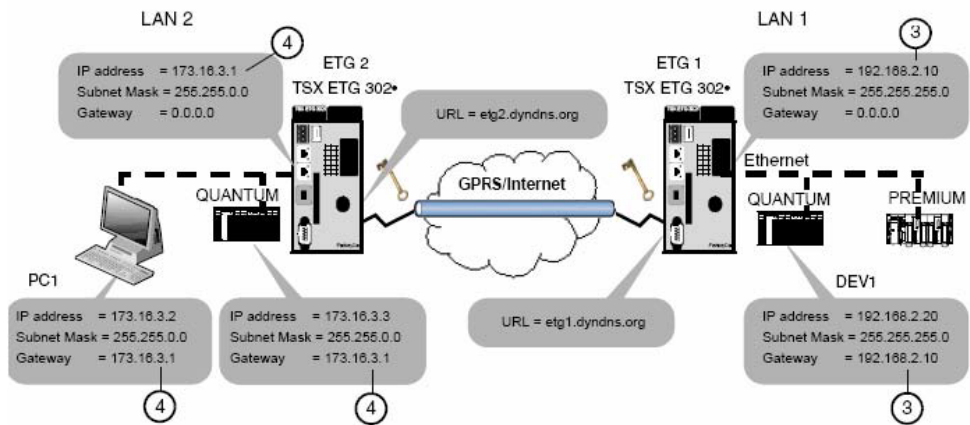 LAN 2
LAN 1
4
3
IP address = 173.16.3.1
Subnet Mask = 255.255.0.0
Gateway = 0.0.0.0
ETG 2
TSX ETG 302•
URL = etg2.dyndns.org
ETG 1
TSX ETG 302•
IP address = 192.168.2.10
Subnet Mask = 255.255.255.0
Gateway = 0.0.0.0
Ethernet
GPRS/Internet
QUANTUM
QUANTUM
PREMIUM
PC1
DEV1
IP address = 173.16.3.2
Subnet Mask = 255.255.0.0
Gateway = 173.16.3.1
4
IP address = 173.16.3.3
Subnet Mask = 255.255.0.0
Gateway = 173.16.3.1
4
URL = etg1.dyndns.org
IP address = 192.168.2.20
Subnet Mask = 255.255.255.0
Gateway = 192.168.2.10
3